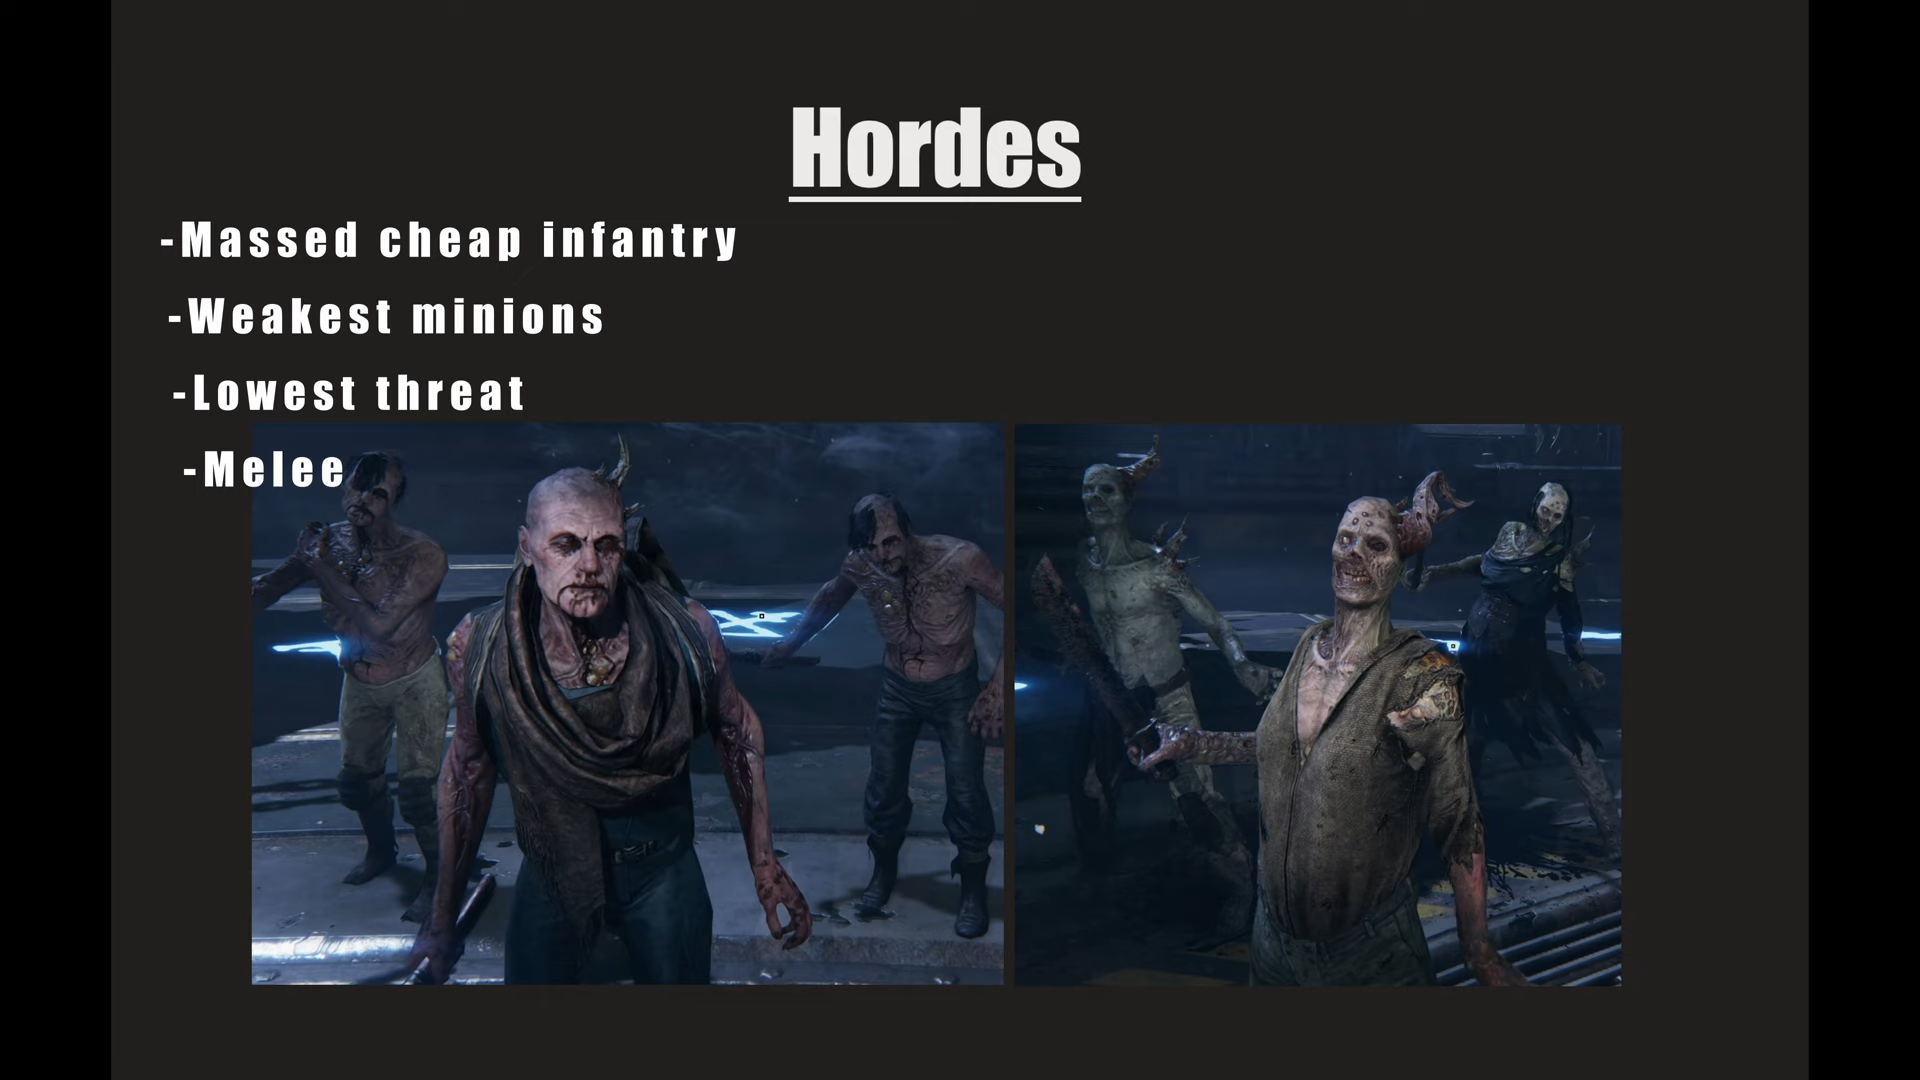 Hordes
-Massed cheap infantry
-Weakest minions
-Lowest threat
-Melee